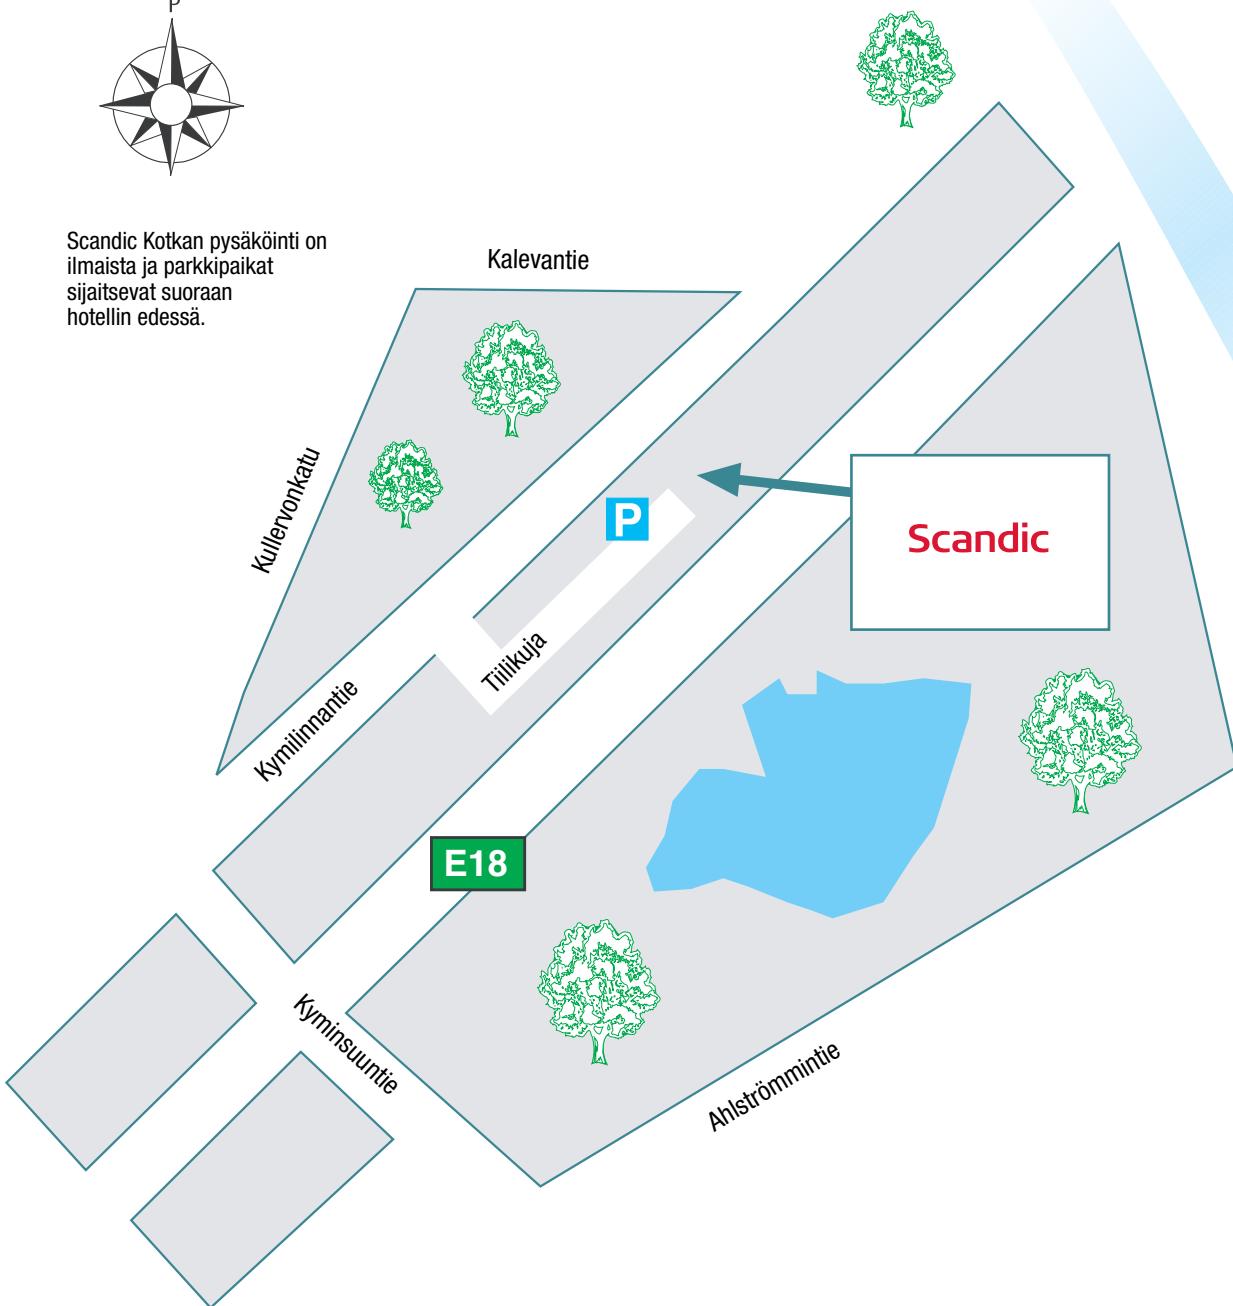 P
Scandic Kotkan pysäköinti on
ilmaista ja parkkipaikat
sijaitsevat suoraan
hotellin edessä.
Kalevantie
Kullervonkatu
P
Scandic
Tiilikuja
Kymilinnantie
E18
Kyminsuuntie
Ahlströmmintie